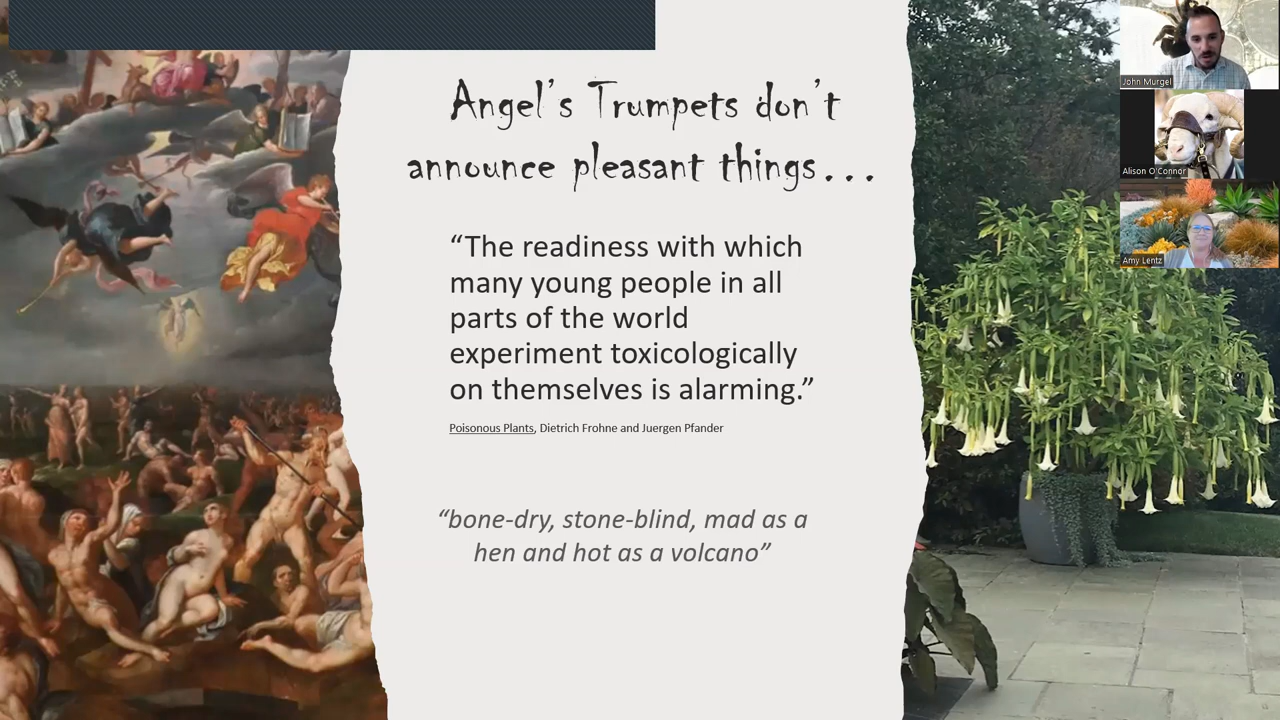 Angel's Trumpets don't
announce pleasant things...
“The readiness with which
many young people in all
parts of the world
experiment toxicologically
on themselves is alarming.”
Poisonous Plants, Dietrich Frohne and Juergen Pfander
“bone-dry, stone-blind, mad as a
hen and hot as a volcano”
John Murgel
Alison O'Connor
Amy Lentz